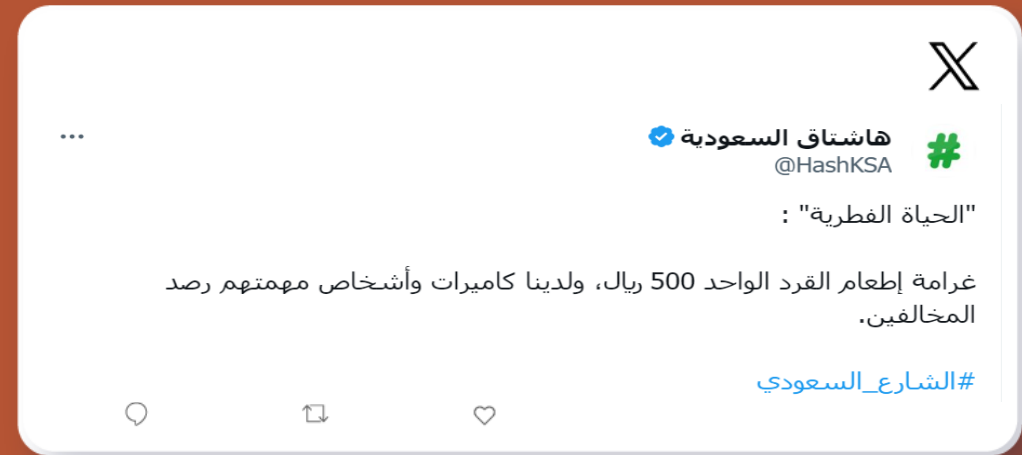 هاشتاق السعودية
@HashKSA
"الحياة الفطرية" :
غرامة إطعام القرد الواحد 500 ريال، ولدينا كاميرات وأشخاص مهمتهم رصد
المخالفين.
#الشارع_السعودي